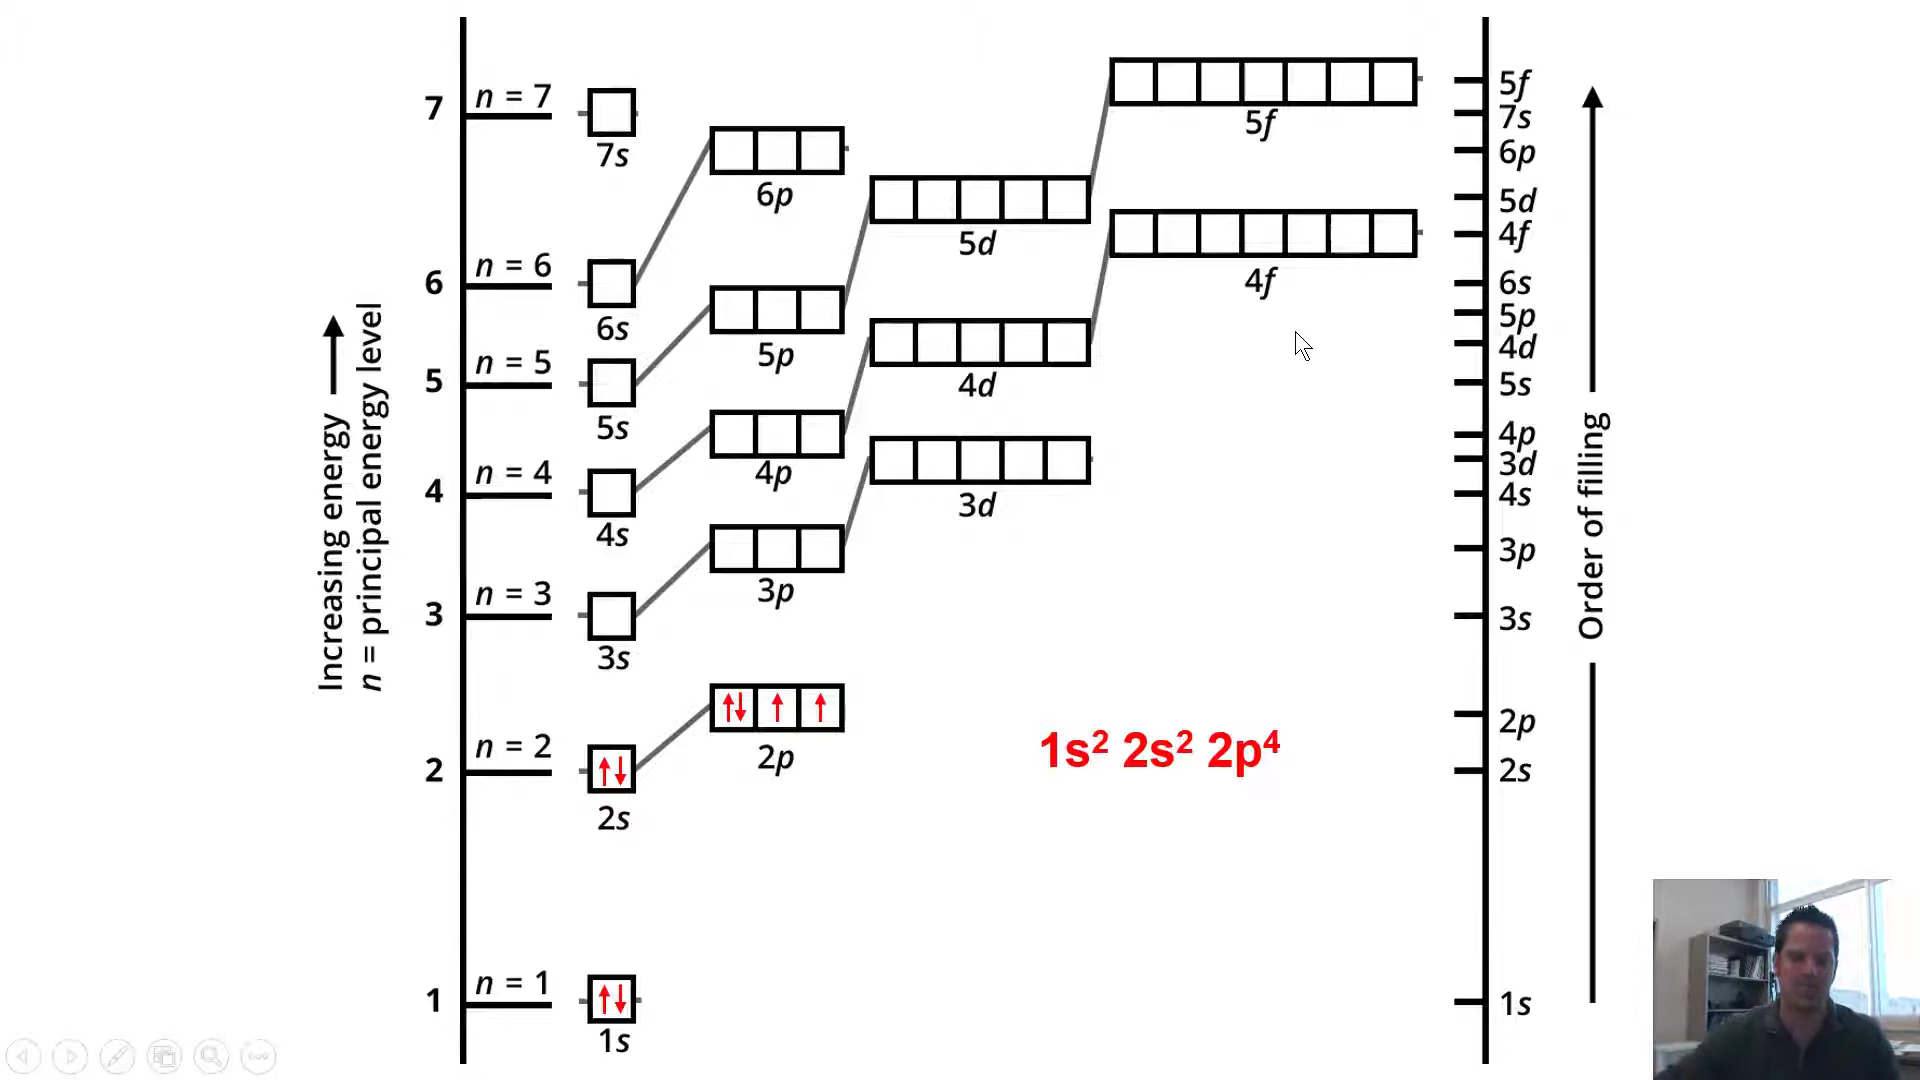 Increasing energy
n = principal energy level
7
n = 7
7s
6p
5f
5d
4f
6
n = 6
6s
5p
4d
5
n = 5
5s
4p
3d
4
n = 4
4s
3p
3
n = 3
3s
2p
2
n = 2
2s
1s² 2s² 2p⁴
1
n = 1
1s
5f
7s
6p
5d
4f
6s
5p
4d
5s
4p
3d
4s
3p
3s
2p
2s
1s
Order of filling